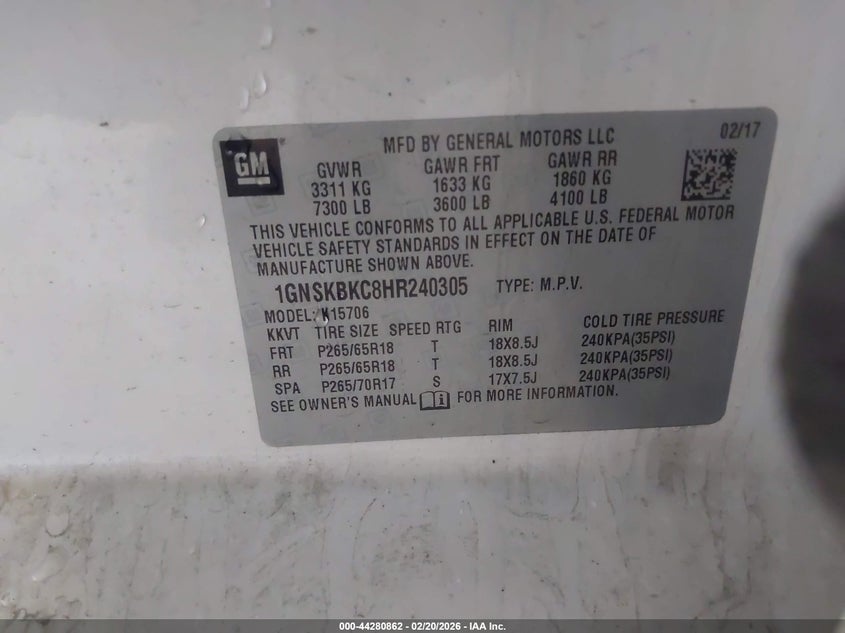 GM
MFD BY GENERAL MOTORS LLC 02/17
GVWR GAWR FRT GAWR RR
3311 KG 1633 KG 1860 KG
7300 LB 3600 LB 4100 LB
THIS VEHICLE CONFORMS TO ALL APPLICABLE U.S. FEDERAL MOTOR
VEHICLE SAFETY STANDARDS IN EFFECT ON THE DATE OF
MANUFACTURE SHOWN ABOVE.
1GNSKBKC8HR240305 TYPE: M.P.V.
MODEL: K15706
KKVT TIRE SIZE SPEED RTG RIM COLD TIRE PRESSURE
FRT P265/65R18 T 18X8.5J 240KPA(35PSI)
RR P265/65R18 T 18X8.5J 240KPA(35PSI)
SPA P265/70R17 S 17X7.5J 240KPA(35PSI)
SEE OWNER'S MANUAL FOR MORE INFORMATION.
000-44280862 - 02/20/2026 - IAA Inc.